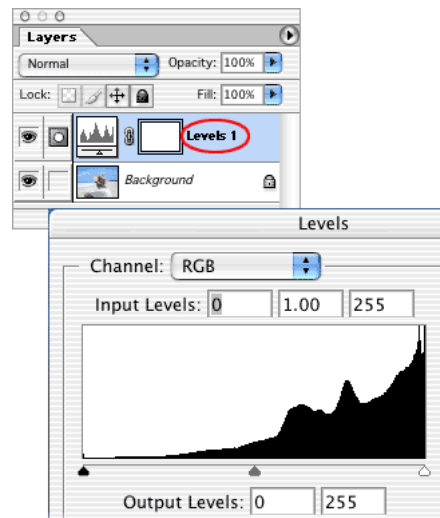 Layers
Normal Opacity: 100%
Lock: Fill: 100%
Levels 1
Background
Levels
Channel: RGB
Input Levels: 0 1.00 255
Output Levels: 0 255